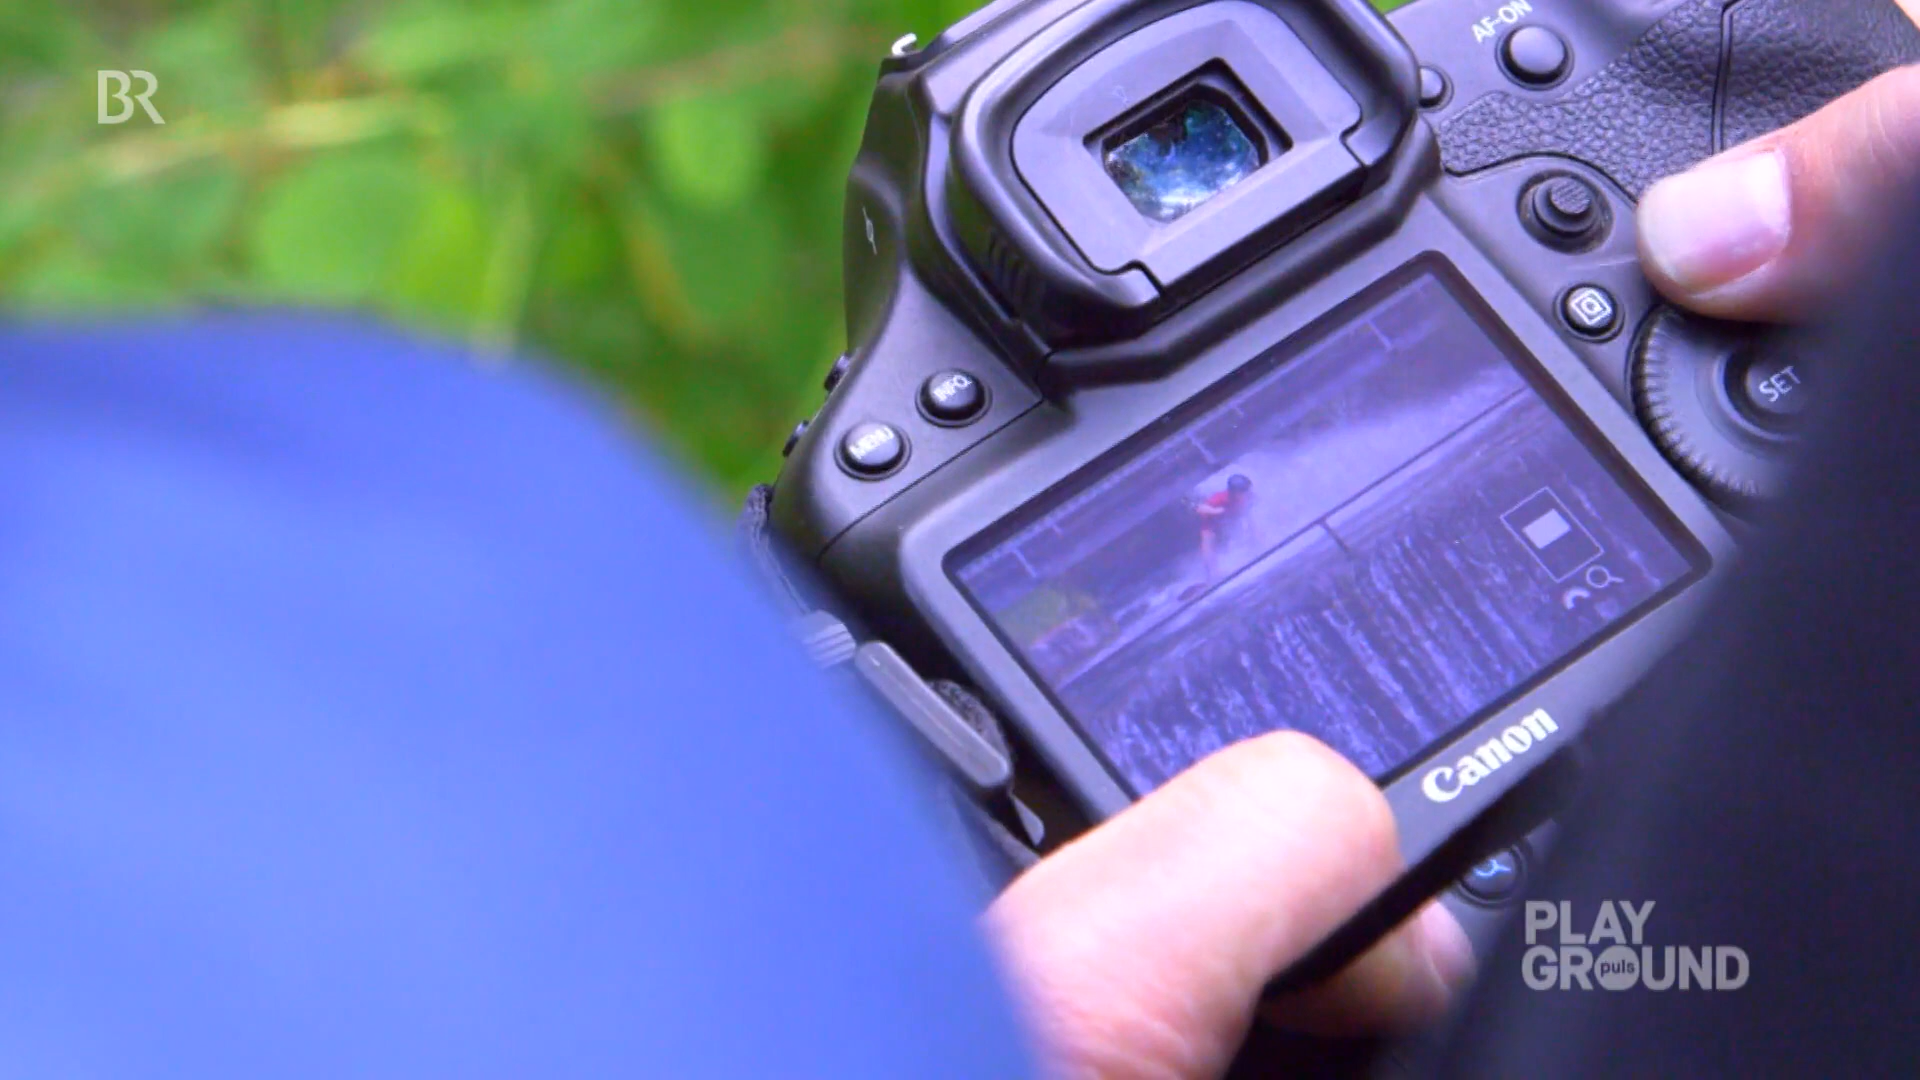 BR
AF-ON
Q
INFO.
MENU
SET
Canon
PLAY
GROUND
puls